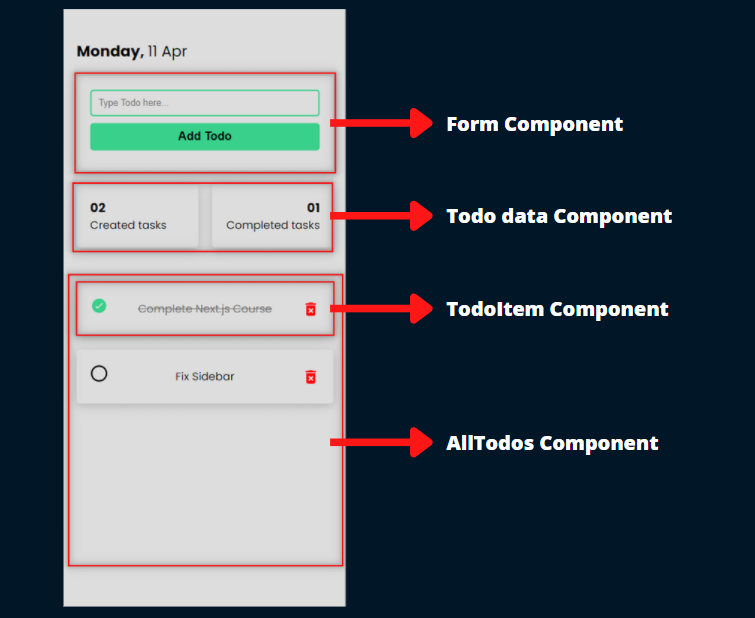 Monday, 11 Apr
Type Todo here...
Add Todo
Form Component
02
Created tasks
01
Completed tasks
Todo data Component
Complete Next.js Course
TodoItem Component
Fix Sidebar
AllTodos Component